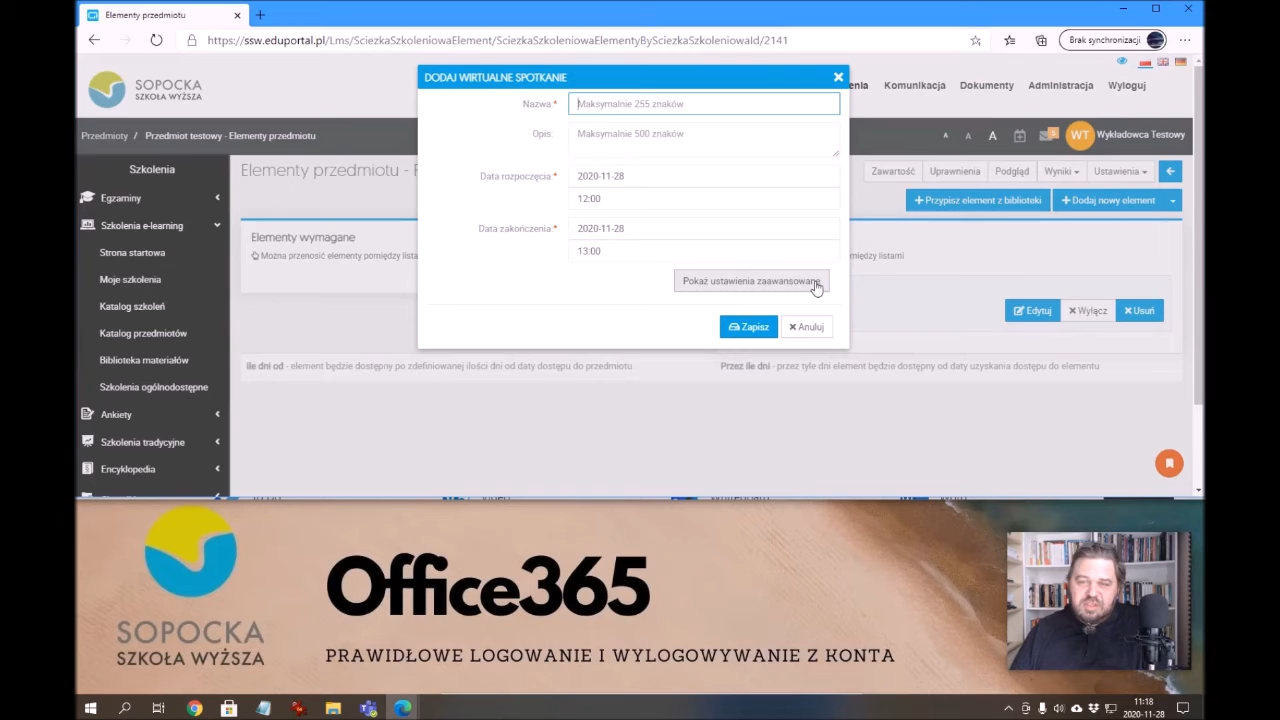 Elementy przedmiotu
https://ssw.eduportal.pl/Lms/SciezkaSzkoleniowaElement/SciezkaSzkoleniowaElementyBySciezkaSzkoleniowaId/2141
Brak synchronizacji
SOPOCKA
SZKOŁA WYŻSZA
Komunikacja
Dokumenty
Administracja
Wyloguj
Przedmioty
Przedmiot testowy - Elementy przedmiotu
A A A
WT
Wykładowca Testowy
DODAJ WIRTUALNE SPOTKANIE
Nazwa:*
Maksymalnie 255 znaków
Opis:
Maksymalnie 500 znaków
Data rozpoczęcia:*
2020-11-28
12:00
Data zakończenia:*
2020-11-28
13:00
Pokaż ustawienia zaawansowane
Zapisz
Anuluj
Szkolenia
Egzaminy
Szkolenia e-learning
Strona startowa
Moje szkolenia
Katalog szkoleń
Katalog przedmiotów
Biblioteka materiałów
Szkolenia ogólnodostępne
Ankiety
Szkolenia tradycyjne
Encyklopedia
Elementy przedmiotu -
Zawartość
Uprawnienia
Podgląd
Wyniki
Ustawienia
+ Przypisz element z biblioteki
+ Dodaj nowy element
Elementy wymagane
Można przenosić elementy pomiędzy
Edytuj
Wyłącz
Usuń
Ile dni od - element będzie dostępny po zdefiniowanej ilości dni od daty dostępu do przedmiotu
Przez ile dni - przez tyle dni element będzie dostępny od daty uzyskania dostępu do elementu
SOPOCKA
SZKOŁA WYŻSZA
Office365
PRAWIDŁOWE LOGOWANIE I WYLOGOWYWANIE Z KONTA
11:18
2020-11-28